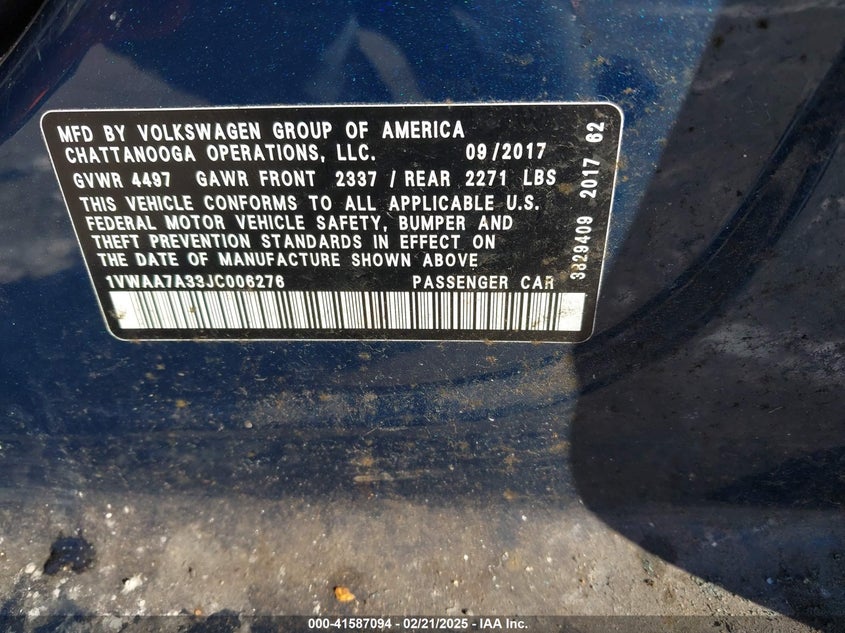 MFD BY VOLKSWAGEN GROUP OF AMERICA
CHATTANOOGA OPERATIONS, LLC. 09/2017
GVWR 4497 GAWR FRONT 2337 / REAR 2271 LBS
THIS VEHICLE CONFORMS TO ALL APPLICABLE U.S.
FEDERAL MOTOR VEHICLE SAFETY, BUMPER AND
THEFT PREVENTION STANDARDS IN EFFECT ON
THE DATE OF MANUFACTURE SHOWN ABOVE
1VWAA7A33JC006276 PASSENGER CAR
3829409 2017 62
000-41587094 - 02/21/2025 - IAA Inc.